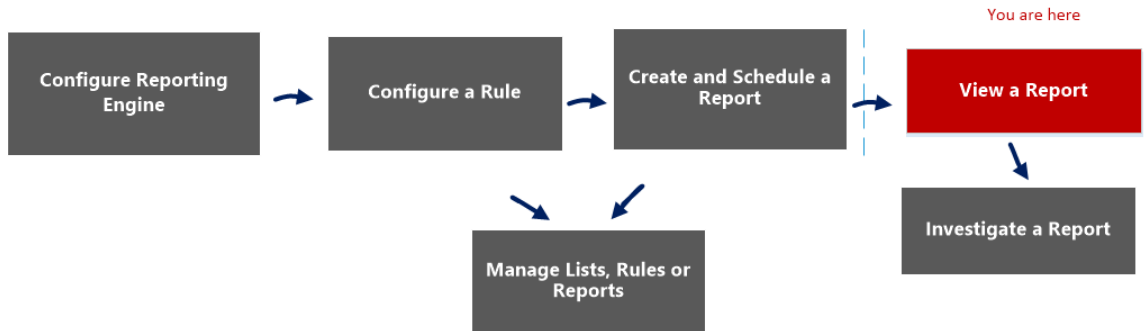 You are here
Configure Reporting
Engine
Configure a Rule
Create and Schedule a
Report
View a Report
Manage Lists, Rules or
Reports
Investigate a Report